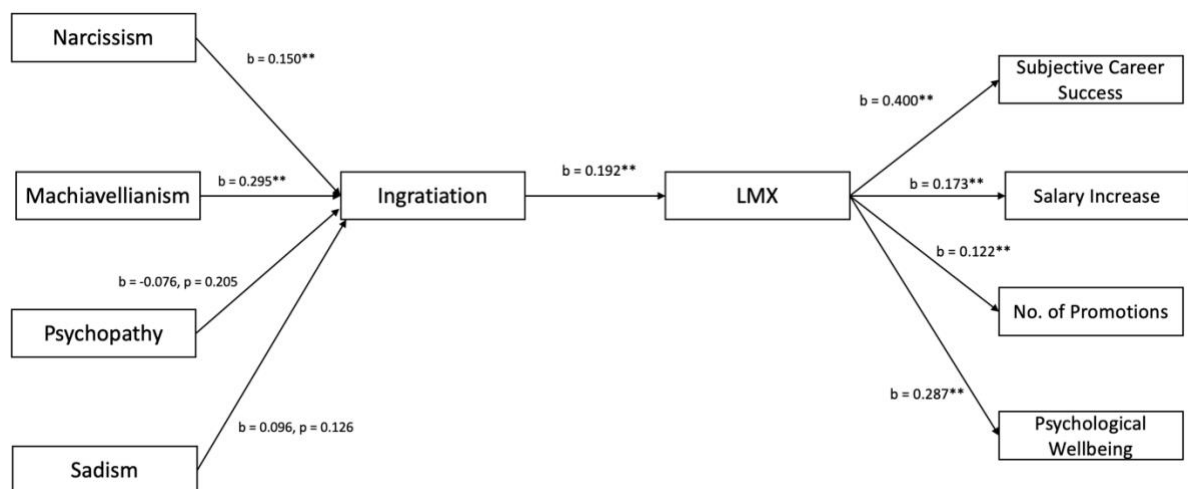 Narcissism
b = 0.150**
Subjective Career
Success
b = 0.400**
Machiavellianism
b = 0.295**
Ingratiation
b = 0.192**
LMX
b = 0.173**
Salary Increase
b = 0.122**
b = -0.076, p = 0.205
Psychopathy
No. of Promotions
b = 0.287**
b = 0.096, p = 0.126
Psychological
Wellbeing
Sadism